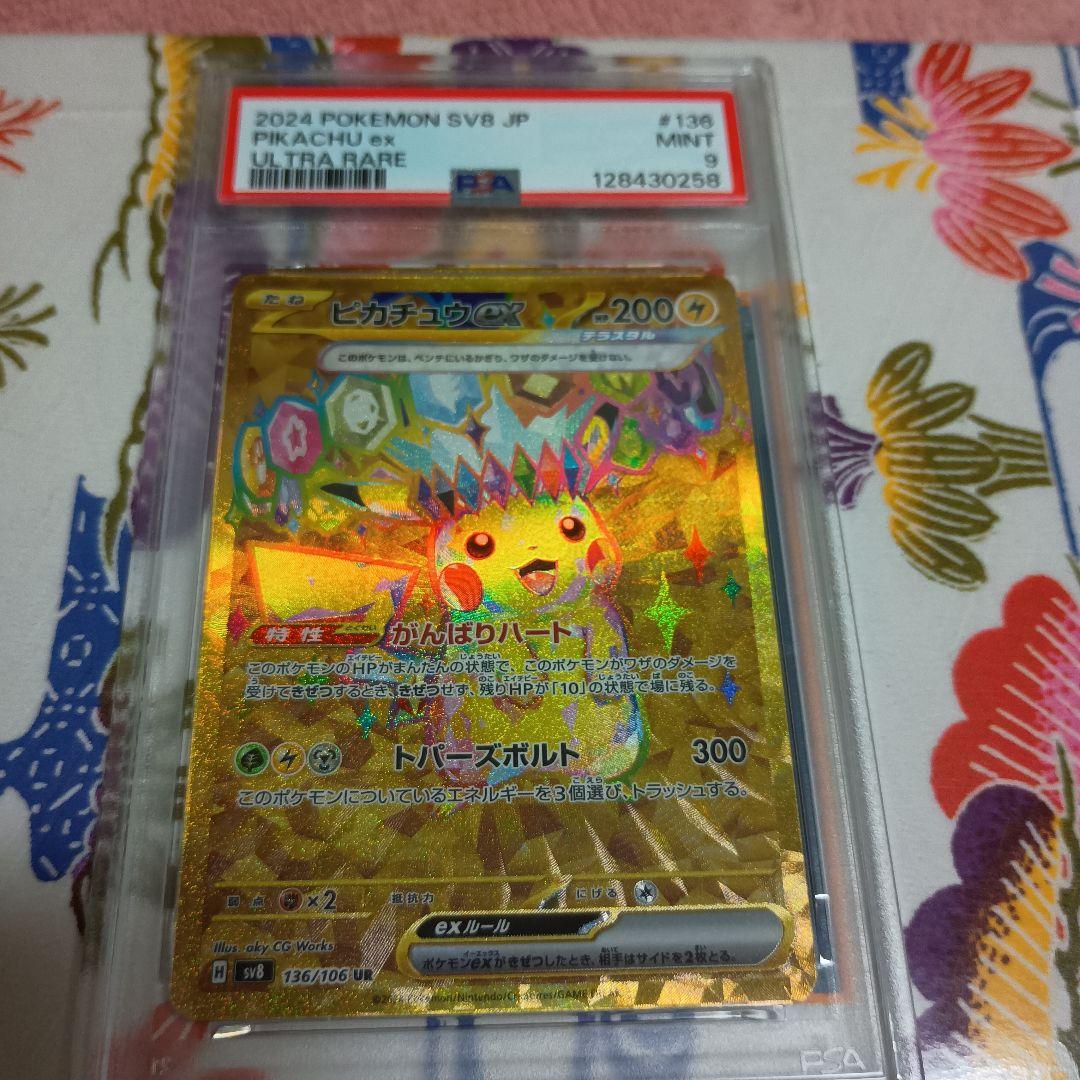 2024 POKEMON SV8 JP #136
PIKACHU ex MINT
ULTRA RARE 9
PSA 128430258
たね ピカチュウex HP200
テラスタル
このポケモンは、ベンチにいるかぎり、ワザのダメージを受けない。
特性 がんばりハート
このポケモンのHPがまんたんの状態で、このポケモンがワザのダメージを
受けてきぜつするとき、きぜつせず、残りHPが「10」の状態で場に残る。
トパーズボルト 300
このポケモンについているエネルギーを3個選び、トラッシュする。
弱点 ×2 抵抗力 にげる
exルール
ポケモンexがきぜつしたとき、相手はサイドを2枚とる。
Illus. aky CG Works
H SV8 136/106 UR
Pokémon/Nintendo/Creatures/GAME FREAK
PSA